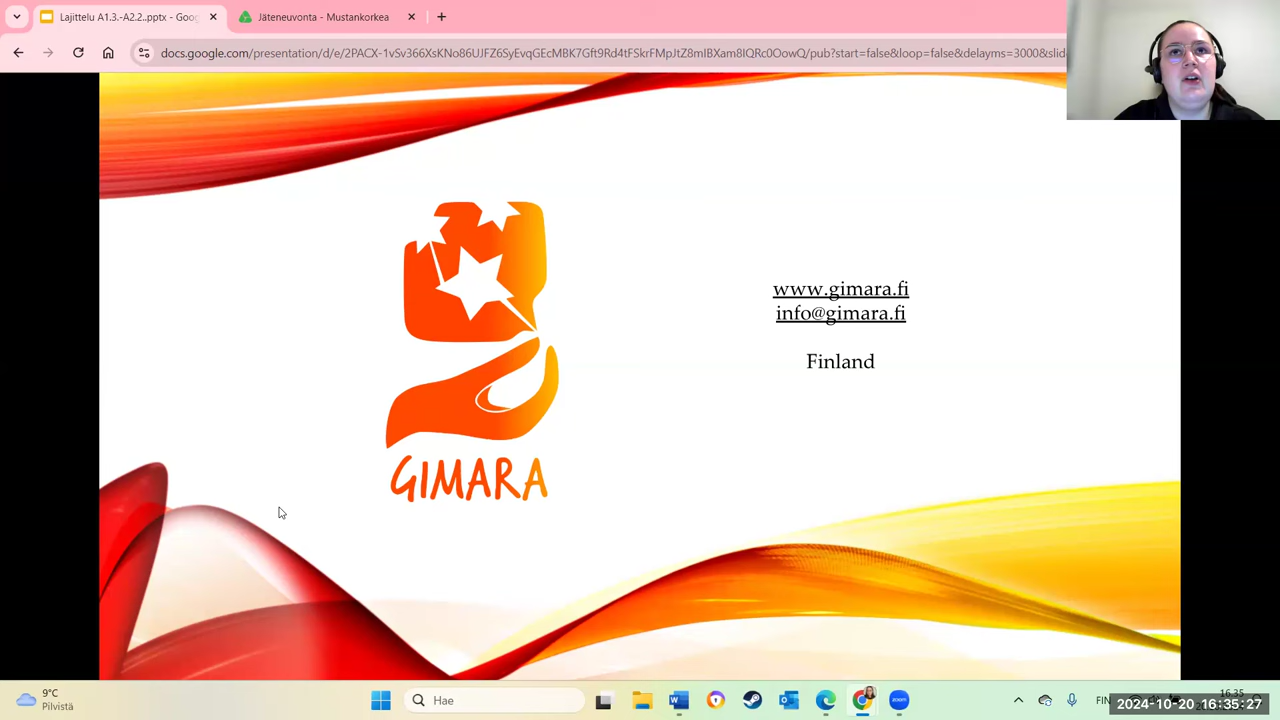 Lajittelu A1.3.-A2.2..pptx - Goo
Jäteneuvonta - Mustankorkea
docs.google.com/presentation/d/e/2PACX-1vSv366XsKNo86UJFZ6SyEvqGEcMBK7Gft9Rd4tFSkrFMpJtZ8mIBXam8IQRc0OowQ/pub?start=false&loop=false&delayms=3000&slid
www.gimara.fi
info@gimara.fi
Finland
GIMARA
9°C
Pilvistä
Hae
FIN
16.35
2024-10-20 16:35:27